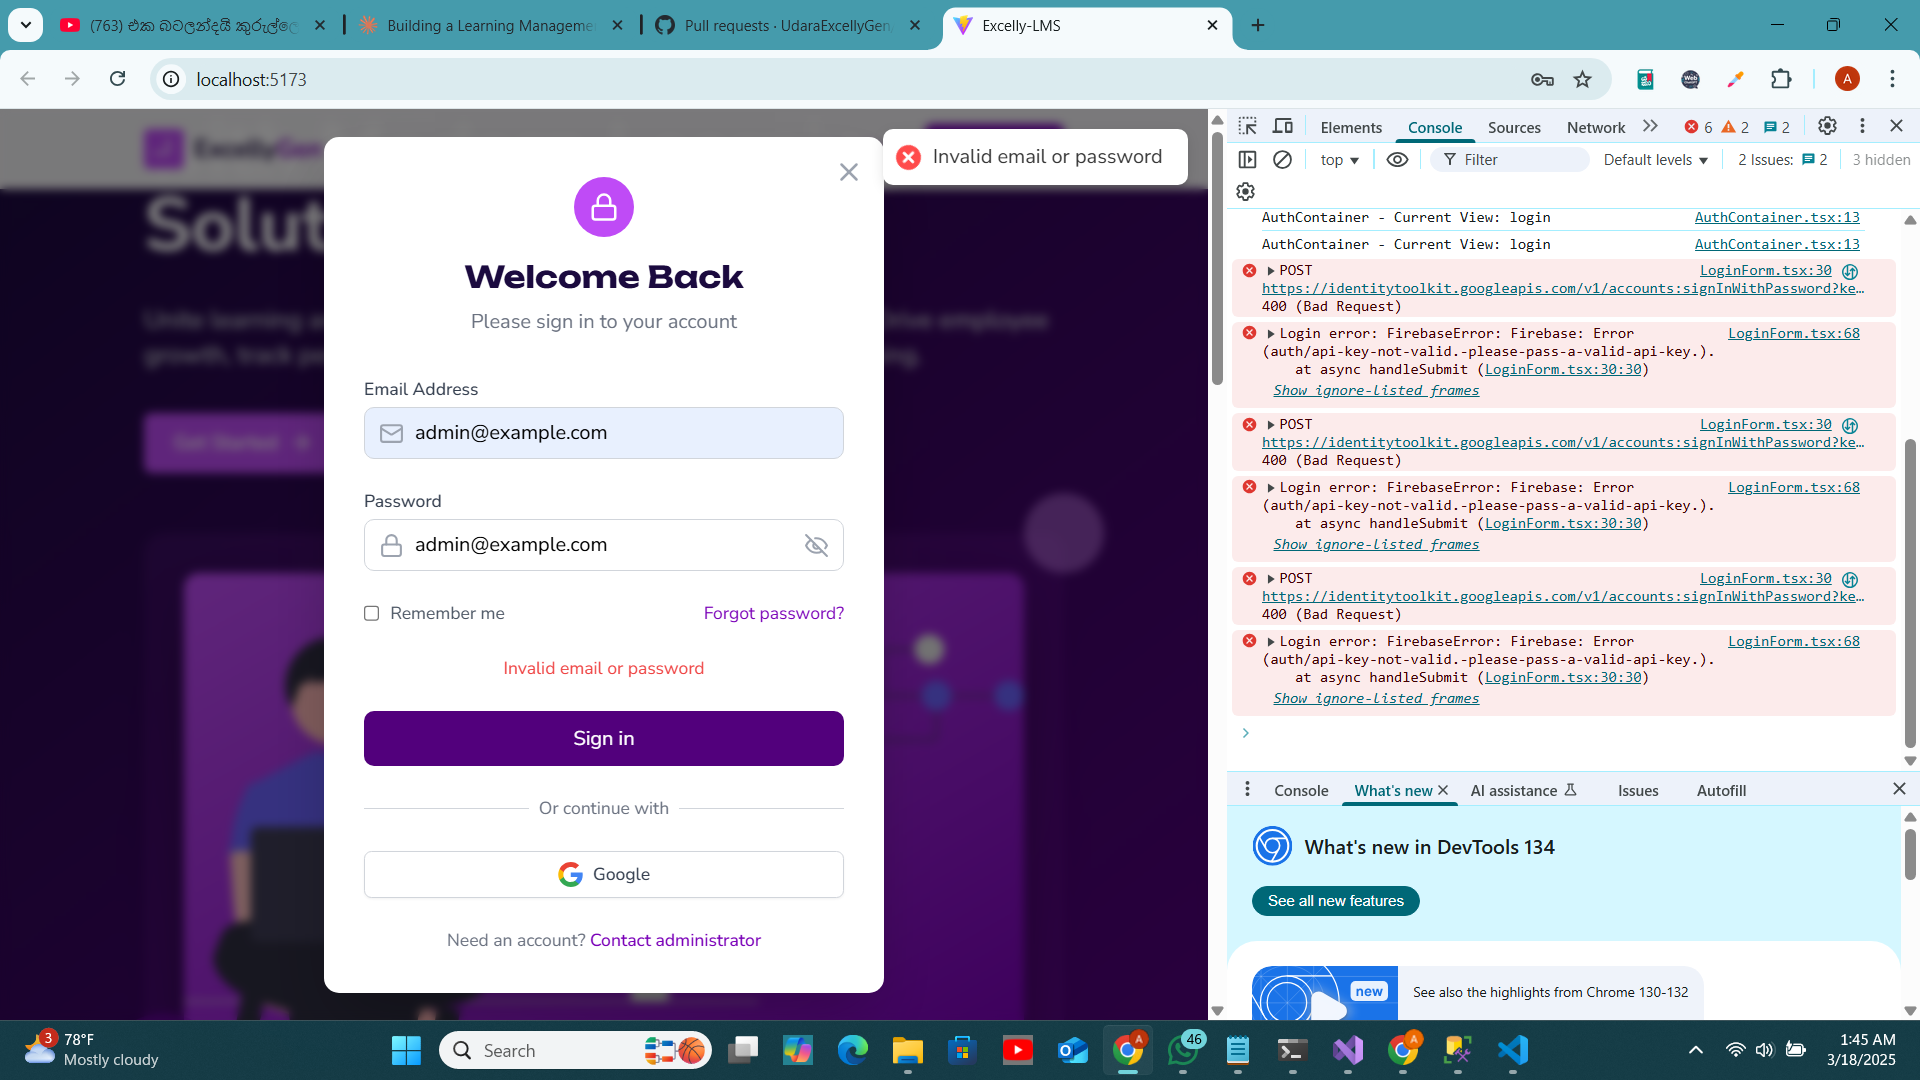 (763) එක බටලන්දයි කුරුල්ලෙ
Building a Learning Manageme
Pull requests · UdaraExcellyGen
Excelly-LMS
localhost:5173
A
ExcellyGen
Solut
Unite learning a
Drive employee
growth, track pe
ing.
Get Started
Invalid email or password
Welcome Back
Please sign in to your account
Email Address
admin@example.com
Password
admin@example.com
Remember me
Forgot password?
Invalid email or password
Sign in
Or continue with
Google
Need an account? Contact administrator
Elements
Console
Sources
Network
6
2
2
top
Filter
Default levels
2 Issues: 2
3 hidden
AuthContainer - Current View: login AuthContainer.tsx:13
AuthContainer - Current View: login AuthContainer.tsx:13
POST LoginForm.tsx:30
https://identitytoolkit.googleapis.com/v1/accounts:signInWithPassword?ke…
400 (Bad Request)
Login error: FirebaseError: Firebase: Error LoginForm.tsx:68
(auth/api-key-not-valid.-please-pass-a-valid-api-key.).
at async handleSubmit (LoginForm.tsx:30:30)
Show ignore-listed frames
POST LoginForm.tsx:30
https://identitytoolkit.googleapis.com/v1/accounts:signInWithPassword?ke…
400 (Bad Request)
Login error: FirebaseError: Firebase: Error LoginForm.tsx:68
(auth/api-key-not-valid.-please-pass-a-valid-api-key.).
at async handleSubmit (LoginForm.tsx:30:30)
Show ignore-listed frames
POST LoginForm.tsx:30
https://identitytoolkit.googleapis.com/v1/accounts:signInWithPassword?ke…
400 (Bad Request)
Login error: FirebaseError: Firebase: Error LoginForm.tsx:68
(auth/api-key-not-valid.-please-pass-a-valid-api-key.).
at async handleSubmit (LoginForm.tsx:30:30)
Show ignore-listed frames
Console
What's new
AI assistance
Issues
Autofill
What's new in DevTools 134
See all new features
new
See also the highlights from Chrome 130-132
3
78°F
Mostly cloudy
Search
A
46
A
1:45 AM
3/18/2025